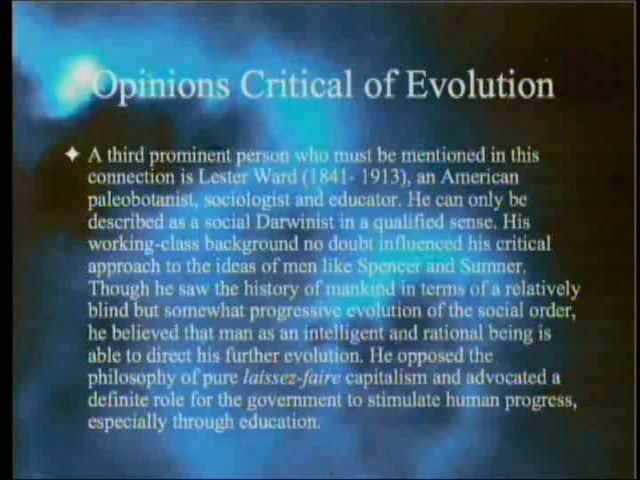 Opinions Critical of Evolution
A third prominent person who must be mentioned in this
connection is Lester Ward (1841- 1913), an American
paleobotanist, sociologist and educator. He can only be
described as a social Darwinist in a qualified sense. His
working-class background no doubt influenced his critical
approach to the ideas of men like Spencer and Sumner.
Though he saw the history of mankind in terms of a relatively
blind but somewhat progressive evolution of the social order,
he believed that man as an intelligent and rational being is
able to direct his further evolution. He opposed the
philosophy of pure laissez-faire capitalism and advocated a
definite role for the government to stimulate human progress,
especially through education.